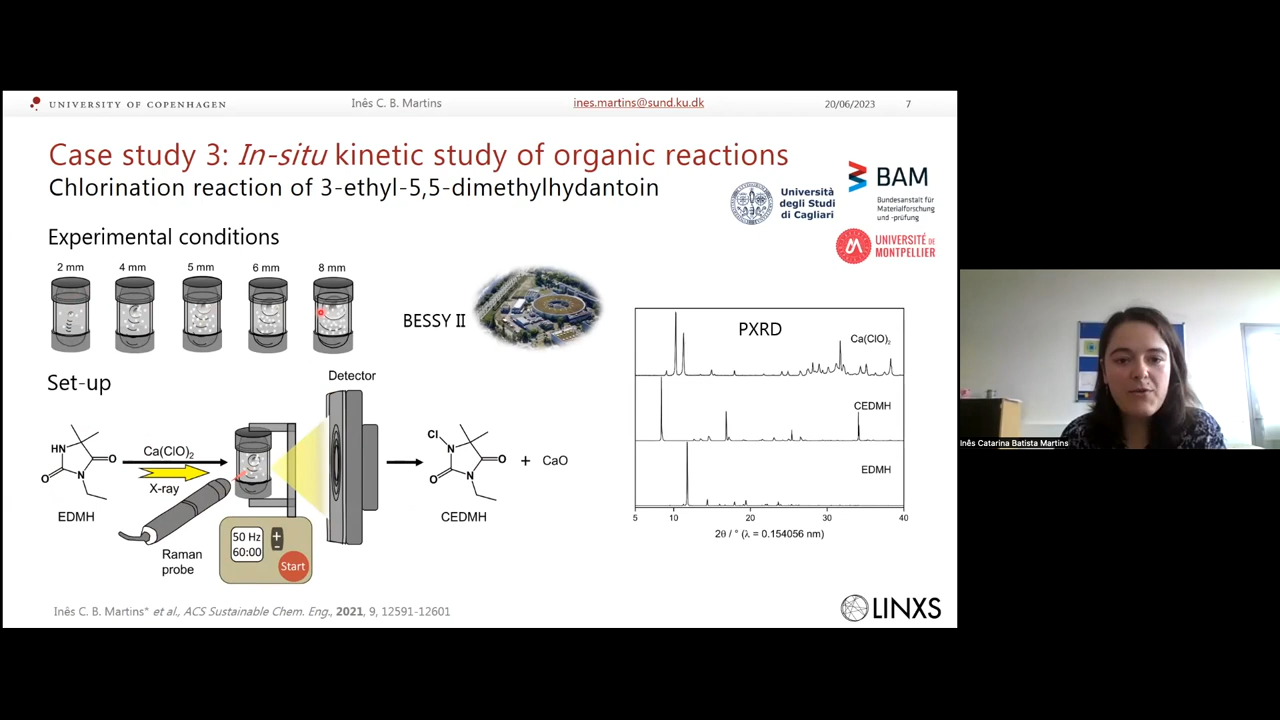 UNIVERSITY OF COPENHAGEN
Inês C. B. Martins
ines.martins@sund.ku.dk
20/06/2023
7
Case study 3: In-situ kinetic study of organic reactions
Chlorination reaction of 3-ethyl-5,5-dimethylhydantoin
Università
degli Studi
di Cagliari
BAM
Bundesanstalt für
Materialforschung
und -prüfung
UNIVERSITÉ DE
MONTPELLIER
Experimental conditions
2 mm
4 mm
5 mm
6 mm
8 mm
BESSY II
Set-up
HN
O
O
N
EDMH
Ca(ClO)₂
X-ray
Raman
probe
50 Hz
60:00
+
-
Start
Detector
Cl
N
O
O
N
CEDMH
+ CaO
PXRD
Ca(ClO)₂
CEDMH
EDMH
5
10
20
30
40
2θ / ° (λ = 0.154056 nm)
Inês C. B. Martins* et al., ACS Sustainable Chem. Eng., 2021, 9, 12591-12601
LINXS
Inês Catarina Batista Martins